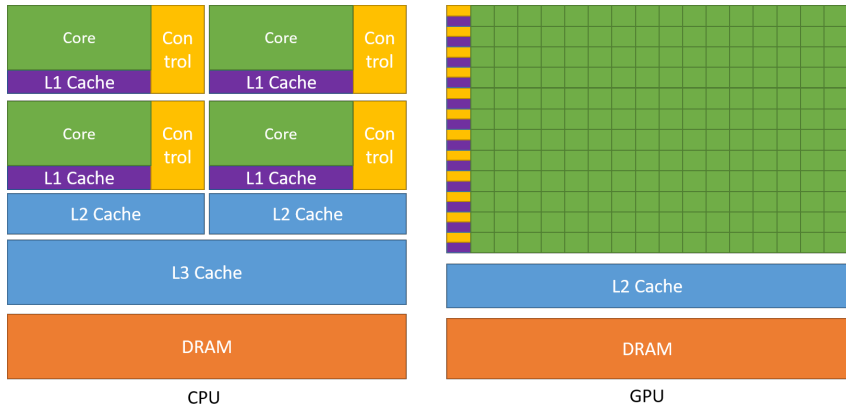 Core
Con
trol
L1 Cache
Core
Con
trol
L1 Cache
Core
Con
trol
L1 Cache
Core
Con
trol
L1 Cache
L2 Cache
L2 Cache
L3 Cache
DRAM
CPU
L2 Cache
DRAM
GPU